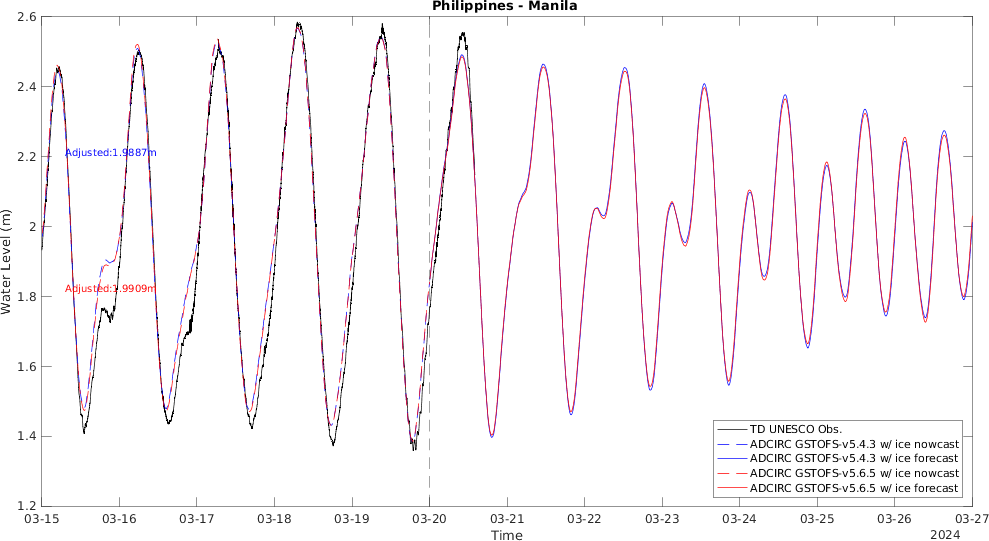 Philippines - Manila
2.6
2.4
2.2
2
1.8
1.6
1.4
1.2
Water Level (m)
Adjusted:1.9887m
Adjusted:1.9909m
TD UNESCO Obs.
ADCIRC GSTOFS-v5.4.3 w/ ice nowcast
ADCIRC GSTOFS-v5.4.3 w/ ice forecast
ADCIRC GSTOFS-v5.6.5 w/ ice nowcast
ADCIRC GSTOFS-v5.6.5 w/ ice forecast
03-15 03-16 03-17 03-18 03-19 03-20 03-21 03-22 03-23 03-24 03-25 03-26 03-27
Time
2024